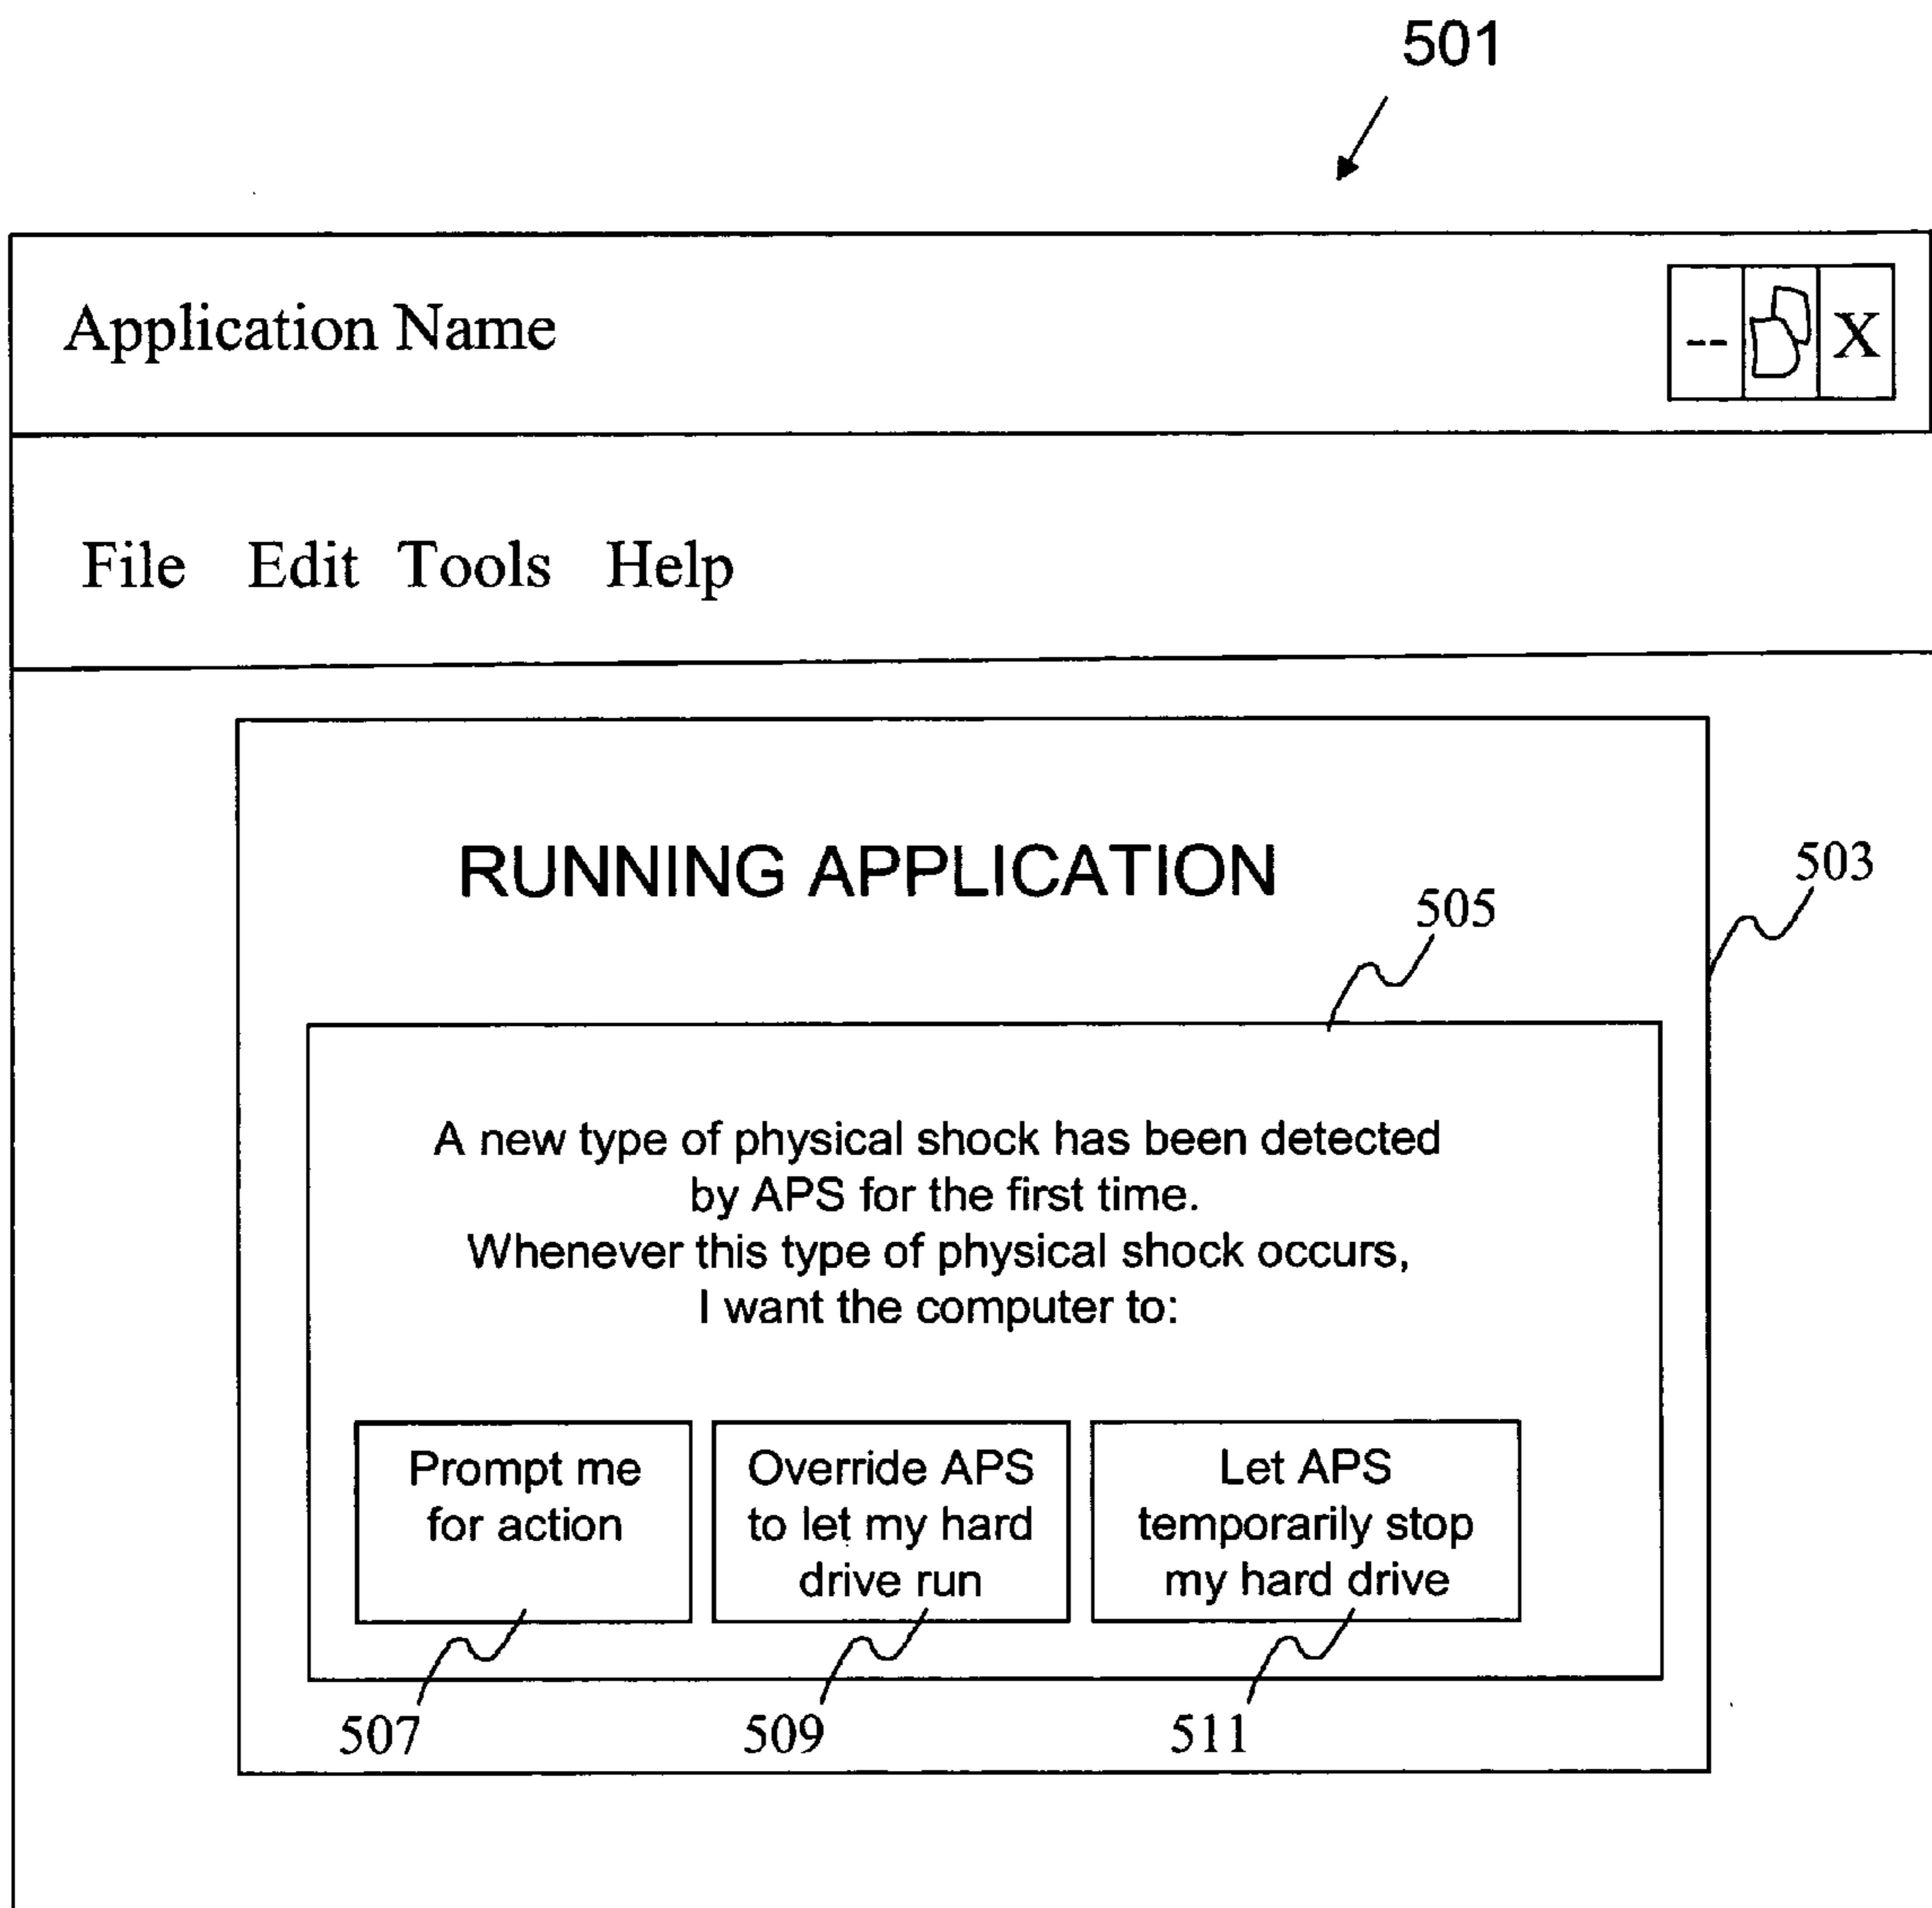 501
Application Name
-- X
File Edit Tools Help
RUNNING APPLICATION
503
505
A new type of physical shock has been detected
by APS for the first time.
Whenever this type of physical shock occurs,
I want the computer to:
Prompt me
for action
Override APS
to let my hard
drive run
Let APS
temporarily stop
my hard drive
507 509 511